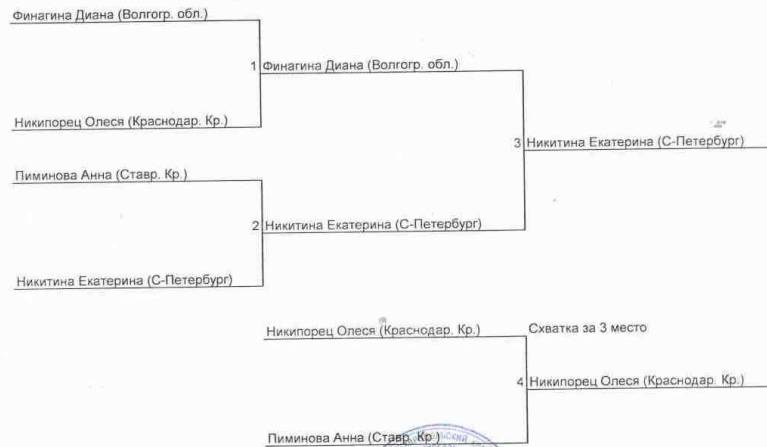 Финагина Диана (Волгогр. обл.)
1 Финагина Диана (Волгогр. обл.)
Никипорец Олеся (Краснодар. Кр.)
3 Никитина Екатерина (С-Петербург)
Пиминова Анна (Ставр. Кр.)
2 Никитина Екатерина (С-Петербург)
Никитина Екатерина (С-Петербург)
Никипорец Олеся (Краснодар. Кр.) Схватка за 3 место
4 Никипорец Олеся (Краснодар. Кр.)
Пиминова Анна (Ставр. Кр.)